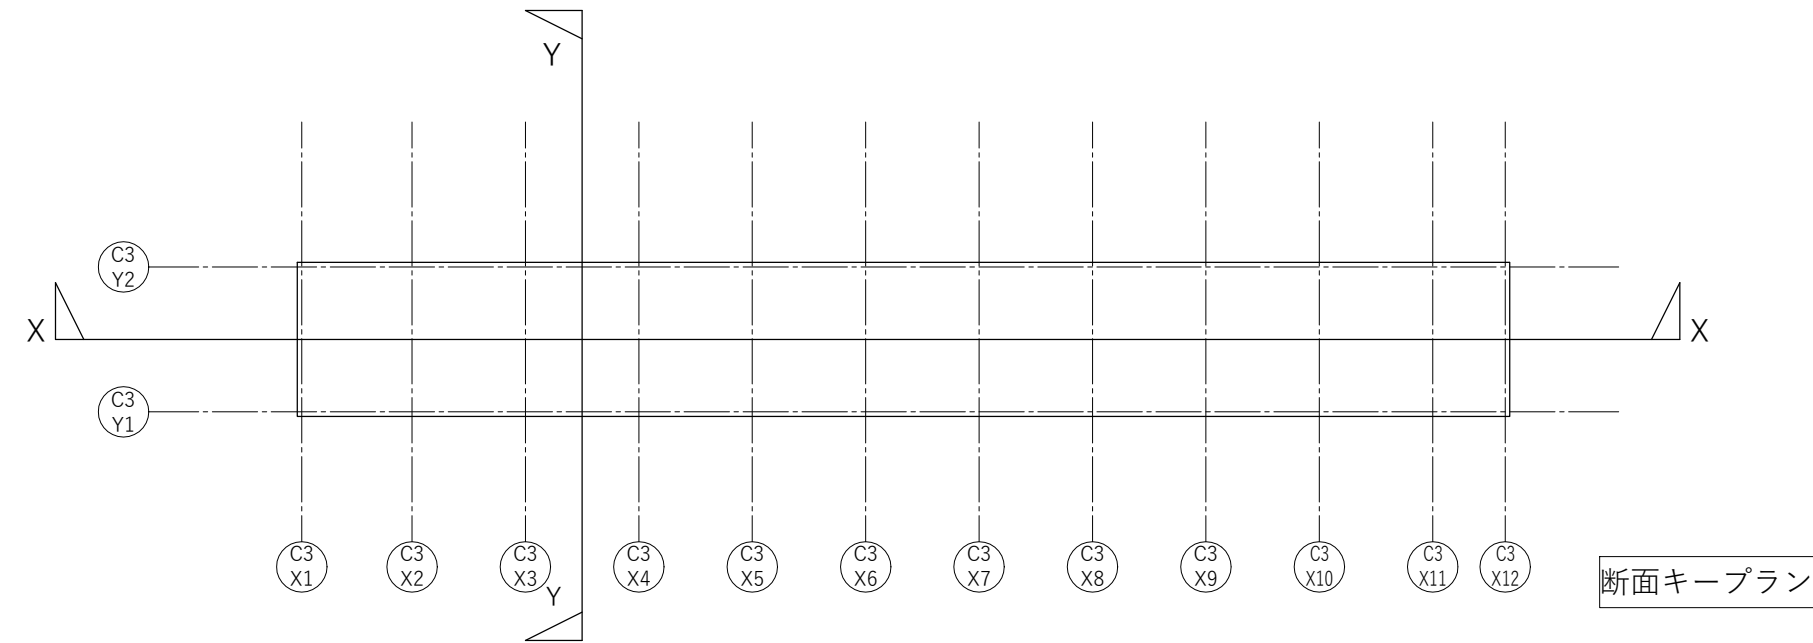 Y
C3
Y2
X
X
C3
Y1
C3
X1
C3
X2
C3
X3
C3
X4
C3
X5
C3
X6
C3
X7
C3
X8
C3
X9
C3
X10
C3
X11
C3
X12
Y
断面キープラン